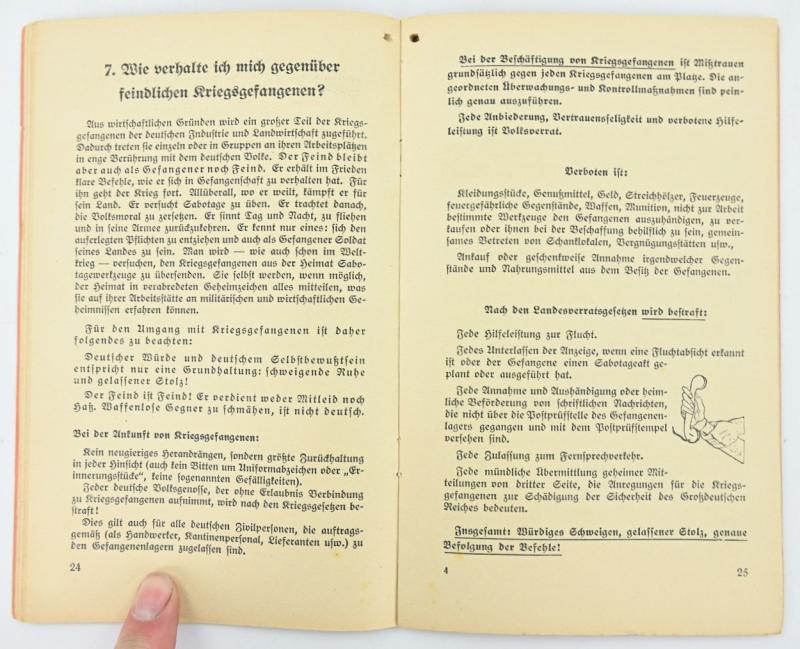 7. Wie verhalte ich mich gegenüber
feindlichen Kriegsgefangenen?
Aus wirtschaftlichen Gründen wird ein großer Teil der Kriegs-
gefangenen der deutschen Industrie und Landwirtschaft zugeführt.
Dadurch treten sie einzeln oder in Gruppen an ihren Arbeitsplätzen
in enge Berührung mit dem deutschen Volke. Der Feind bleibt
aber auch als Gefangener noch Feind. Er erhält im Frieden
klare Befehle, wie er sich in Gefangenschaft zu verhalten hat. Für
ihn geht der Krieg fort. Allüberall, wo er weilt, kämpft er für
sein Land. Er versucht Sabotage zu üben. Er trachtet danach,
die Volksmoral zu zersetzen. Er sinnt Tag und Nacht, zu fliehen
und in seine Armee zurückzukehren. Er kennt nur eines: sich den
auferlegten Pflichten zu entziehen und auch als Gefangener Soldat
seines Landes zu sein. Man wird — wie auch schon im Welt-
krieg — versuchen, den Kriegsgefangenen aus der Heimat Sabo-
tagewerkzeuge zu übersenden. Sie selbst werden, wenn möglich,
der Heimat in verabredeten Geheimzeichen alles mitteilen, was
sie auf ihrer Arbeitsstätte an militärischen und wirtschaftlichen Ge-
heimnissen erfahren können.
Für den Umgang mit Kriegsgefangenen ist daher
folgendes zu beachten:
Deutscher Würde und deutschem Selbstbewußtsein
entspricht nur eine Grundhaltung: schweigende Ruhe
und gelassener Stolz!
Der Feind ist Feind! Er verdient weder Mitleid noch
Haß. Waffenlose Gegner zu schmähen, ist nicht deutsch.
Bei der Ankunft von Kriegsgefangenen:
Kein neugieriges Herandrängen, sondern größte Zurückhaltung
in jeder Hinsicht (auch kein Bitten um Uniformabzeichen oder „Er-
innerungsstücke“, keine sogenannten Gefälligkeiten).
Jeder deutsche Volksgenosse, der ohne Erlaubnis Verbindung
zu Kriegsgefangenen aufnimmt, wird nach den Kriegsgesetzen be-
straft!
Dies gilt auch für alle deutschen Zivilpersonen, die auftrags-
gemäß (als Handwerker, Kantinenpersonal, Lieferanten usw.) zu
den Gefangenenlagern zugelassen sind.
24
Bei der Beschäftigung von Kriegsgefangenen ist Mißtrauen
grundsätzlich gegen jeden Kriegsgefangenen am Platze. Die an-
geordneten Überwachungs- und Kontrollmaßnahmen sind pein-
lich genau auszuführen.
Jede Anbiederung, Vertrauensseligkeit und verbotene Hilfe-
leistung ist Volksverrat.
Verboten ist:
Kleidungsstücke, Genußmittel, Geld, Streichhölzer, Feuerzeuge,
feuergefährliche Gegenstände, Waffen, Munition, nicht zur Arbeit
bestimmte Werkzeuge den Gefangenen auszuhändigen, zu ver-
kaufen oder ihnen bei der Beschaffung behilflich zu sein, gemein-
sames Betreten von Schanklokalen, Vergnügungsstätten usw.,
Ankauf oder geschenkweise Annahme irgendwelcher Gegen-
stände und Nahrungsmittel aus dem Besitz der Gefangenen.
Nach den Landesverratsgesetzen wird bestraft:
Jede Hilfeleistung zur Flucht.
Jedes Unterlassen der Anzeige, wenn eine Fluchtabsicht erkannt
ist oder der Gefangene einen Sabotageakt ge-
plant oder ausgeführt hat.
Jede Annahme und Aushändigung oder heim-
liche Beförderung von schriftlichen Nachrichten,
die nicht über die Postprüfstelle des Gefangenen-
lagers gegangen und mit dem Postprüfstempel
versehen sind.
Jede Zulassung zum Fernsprechverkehr.
Jede mündliche Übermittlung geheimer Mit-
teilungen von dritter Seite, die Anregungen für die Kriegs-
gefangenen zur Schädigung der Sicherheit des Großdeutschen
Reiches bedeuten.
Insgesamt: Würdiges Schweigen, gelassener Stolz, genaue
Befolgung der Befehle!
4
25